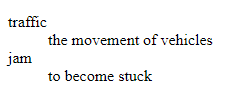 traffic
the movement of vehicles
jam
to become stuck